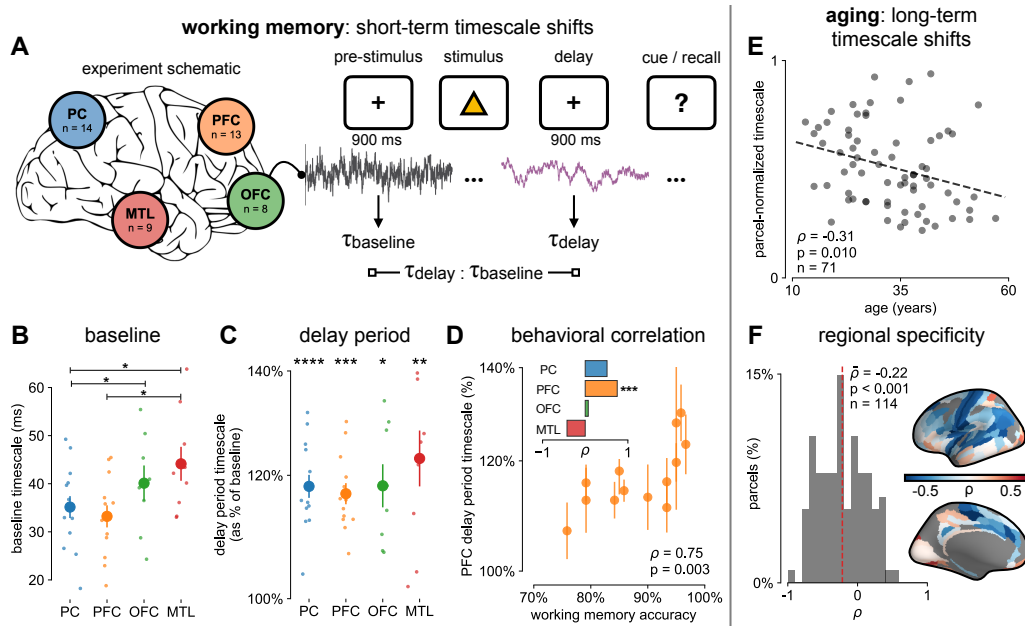 working memory: short-term timescale shifts
A
experiment schematic
PC
n = 14
PFC
n = 13
MTL
n = 9
OFC
n = 8
pre-stimulus
stimulus
delay
cue / recall
+
+
?
900 ms
900 ms
...
...
τbaseline
τdelay
τdelay : τbaseline
B
baseline
baseline timescale (ms)
60
50
40
30
20
*
*
*
PC
PFC
OFC
MTL
C
delay period
delay period timescale
(as % of baseline)
140%
120%
100%
****
***
*
**
PC
PFC
OFC
MTL
D
behavioral correlation
PFC delay period timescale (%)
140%
120%
100%
PC
PFC
OFC
MTL
***
-1
ρ
1
ρ = 0.75
p = 0.003
70%
80%
90%
100%
working memory accuracy
aging: long-term
timescale shifts
E
parcel-normalized timescale
1
0
ρ = -0.31
p = 0.010
n = 71
10
35
60
age (years)
F
regional specificity
parcels (%)
15%
0%
ρ̄ = -0.22
p < 0.001
n = 114
-0.5
ρ
0.5
-1
0
1
ρ